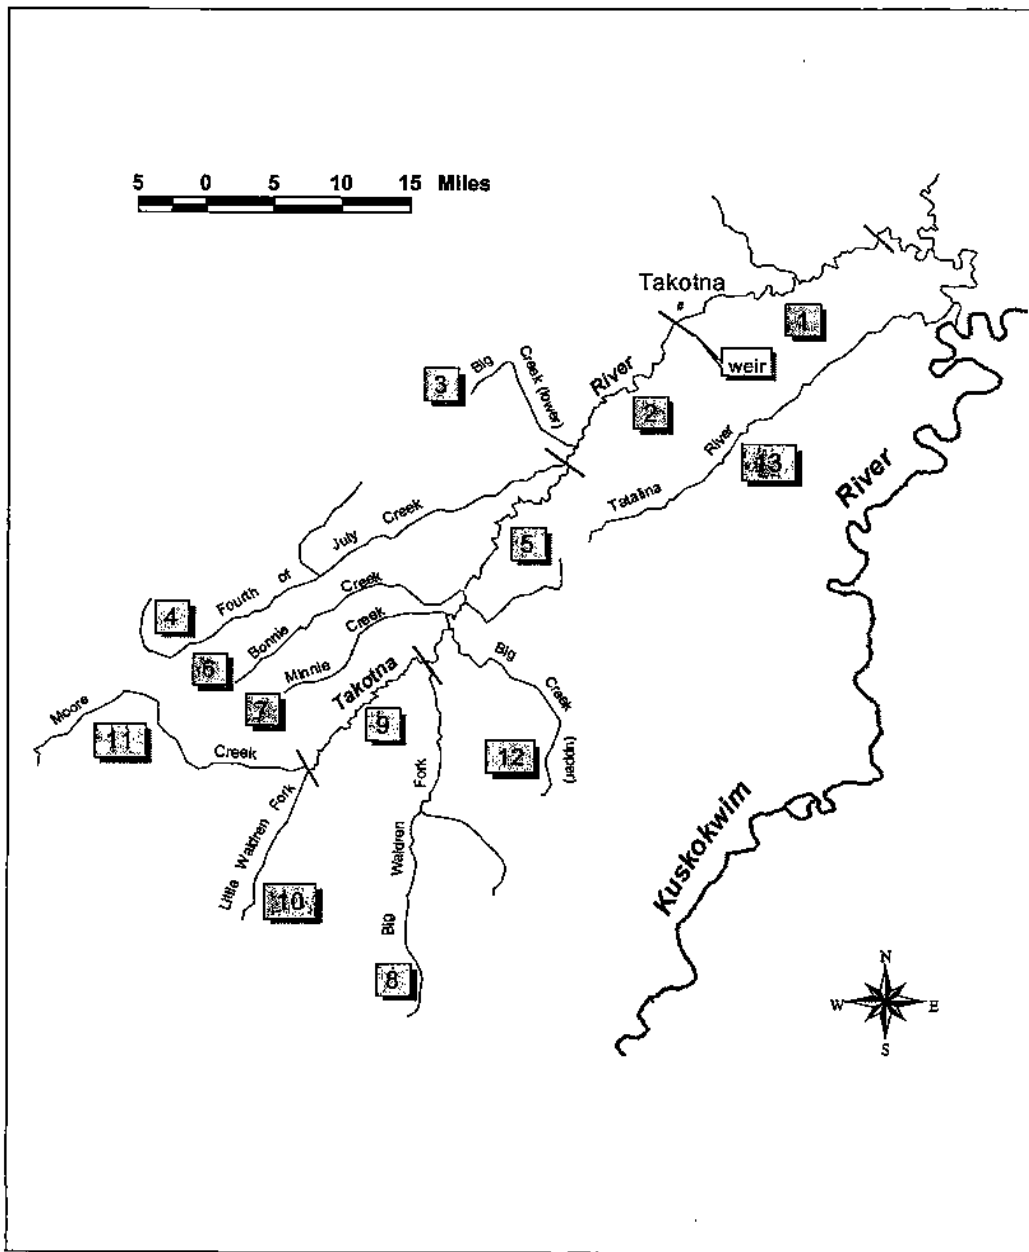 5 0 5 10 15 Miles
Takotna
#
1
weir
River
3
Big
Creek (lower)
2
River
Tatalina
13
River
5
Fourth of July Creek
4
Bonnie Creek
6
Minnie Creek
7
Takotna
9
Big Creek (upper)
12
Moore Creek
11
Little Waldren Fork
10
Big Waldren Fork
8
Kuskokwim
N
W E
S